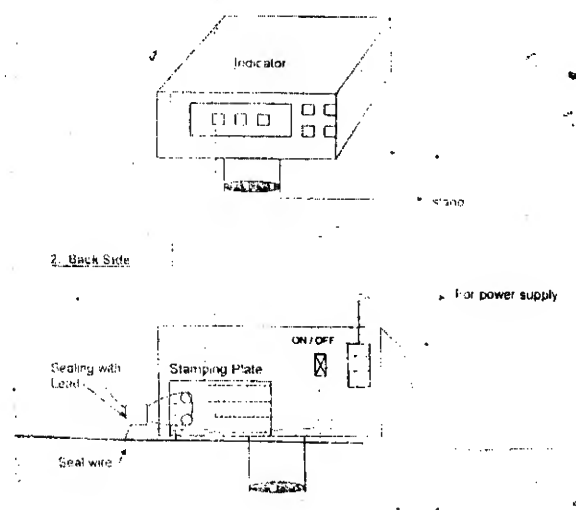 Indicator
stand
2. Back Side
For power supply
ON / OFF
Sealing with
Lead
Stamping Plate
Seal wire